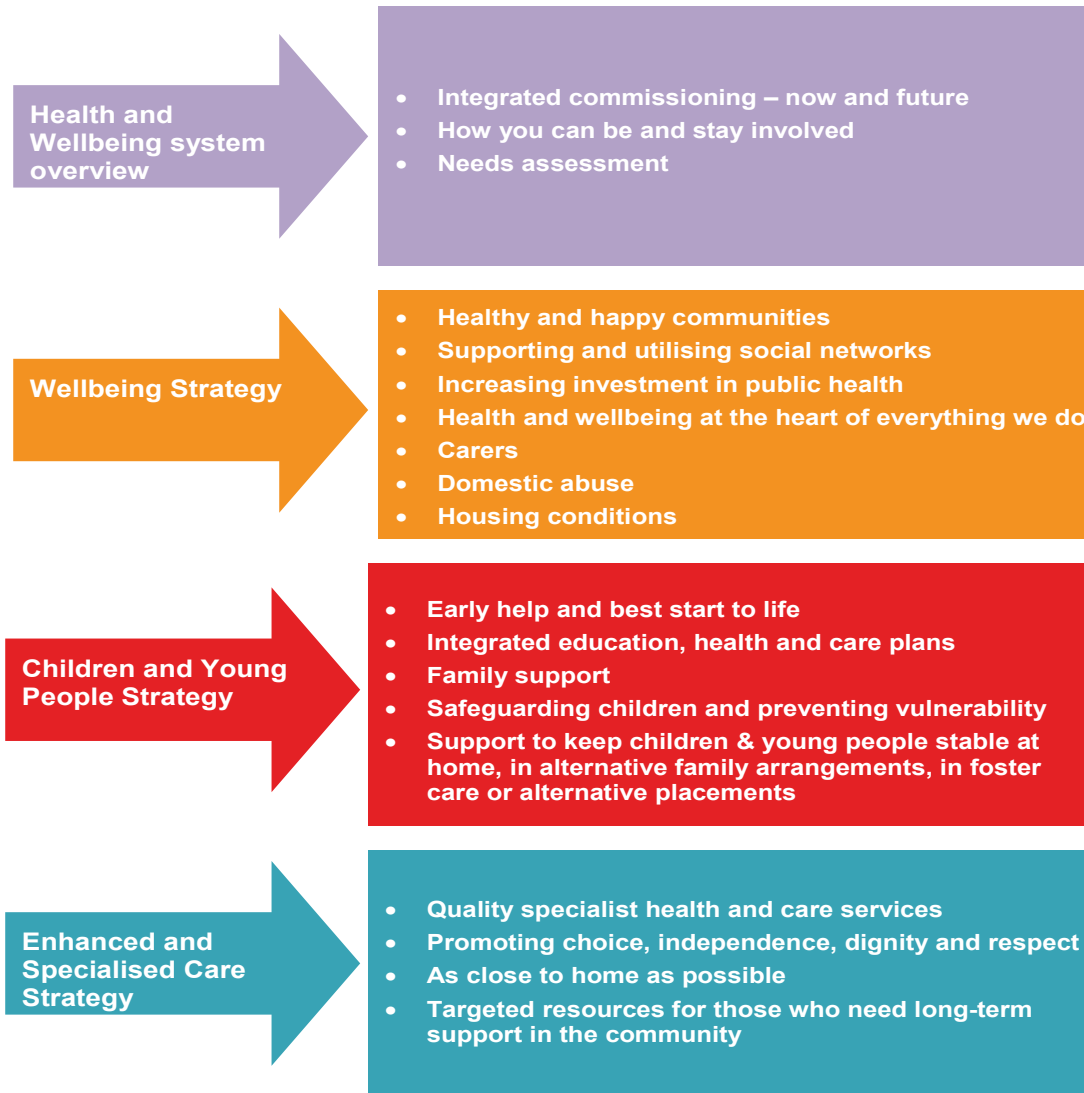 Health and
Wellbeing system
overview
• Integrated commissioning – now and future
• How you can be and stay involved
• Needs assessment
Wellbeing Strategy
• Healthy and happy communities
• Supporting and utilising social networks
• Increasing investment in public health
• Health and wellbeing at the heart of everything we do
• Carers
• Domestic abuse
• Housing conditions
Children and Young
People Strategy
• Early help and best start to life
• Integrated education, health and care plans
• Family support
• Safeguarding children and preventing vulnerability
• Support to keep children & young people stable at
home, in alternative family arrangements, in foster
care or alternative placements
Enhanced and
Specialised Care
Strategy
• Quality specialist health and care services
• Promoting choice, independence, dignity and respect
• As close to home as possible
• Targeted resources for those who need long-term
support in the community